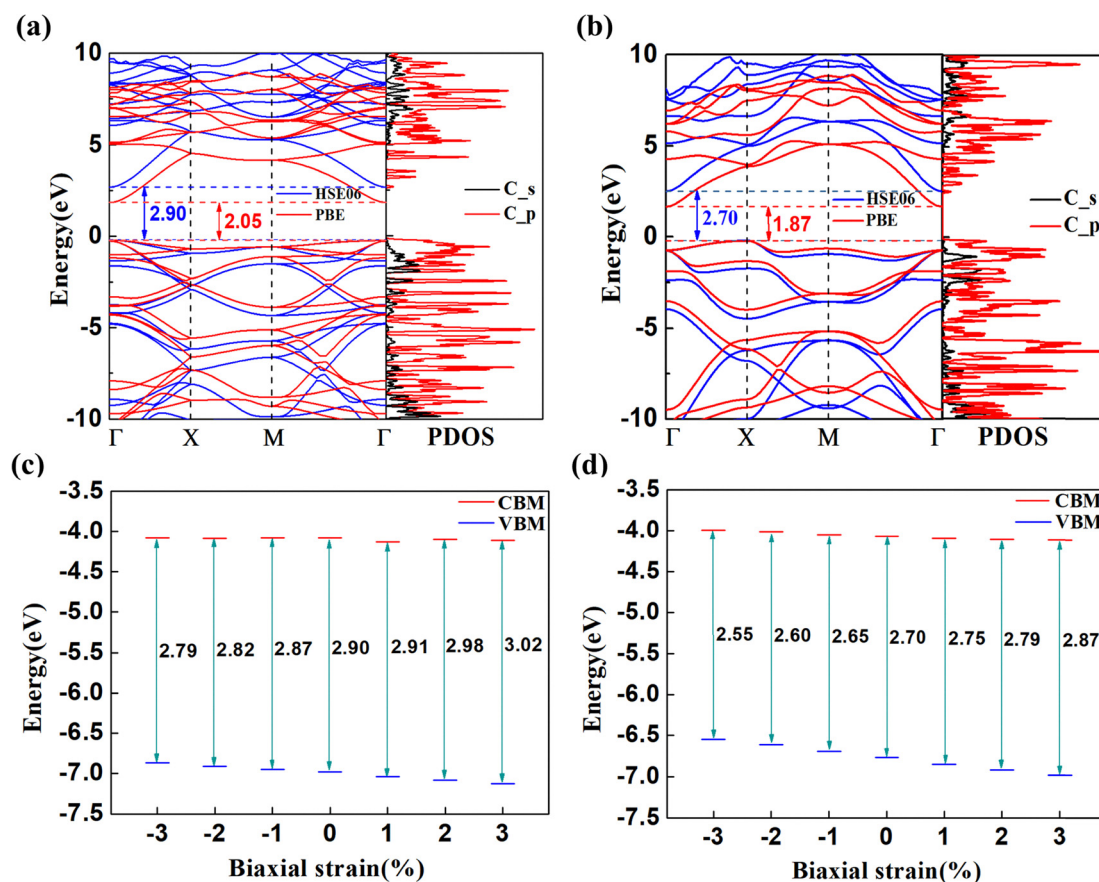 (a)
10
5
0
-5
-10
Energy(eV)
2.90
2.05
HSE06
PBE
C_s
C_p
Γ X M Γ PDOS
(b)
10
5
0
-5
-10
Energy(eV)
2.70
1.87
HSE06
PBE
C_s
C_p
Γ X M Γ PDOS
(c)
-3.5
-4.0
-4.5
-5.0
-5.5
-6.0
-6.5
-7.0
-7.5
Energy(eV)
CBM
VBM
2.79 2.82 2.87 2.90 2.91 2.98 3.02
-3 -2 -1 0 1 2 3
Biaxial strain(%)
(d)
-3.5
-4.0
-4.5
-5.0
-5.5
-6.0
-6.5
-7.0
-7.5
Energy(eV)
CBM
VBM
2.55 2.60 2.65 2.70 2.75 2.79 2.87
-3 -2 -1 0 1 2 3
Biaxial strain(%)